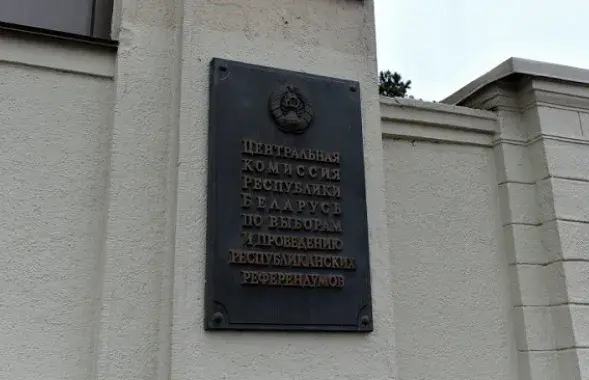 ЦЕНТРАЛЬНАЯ
КОМИССИЯ
РЕСПУБЛИКИ
БЕЛАРУСЬ
ПО ВЫБОРАМ
И ПРОВЕДЕНИЮ
РЕСПУБЛИКАНСКИХ
РЕФЕРЕНДУМОВ